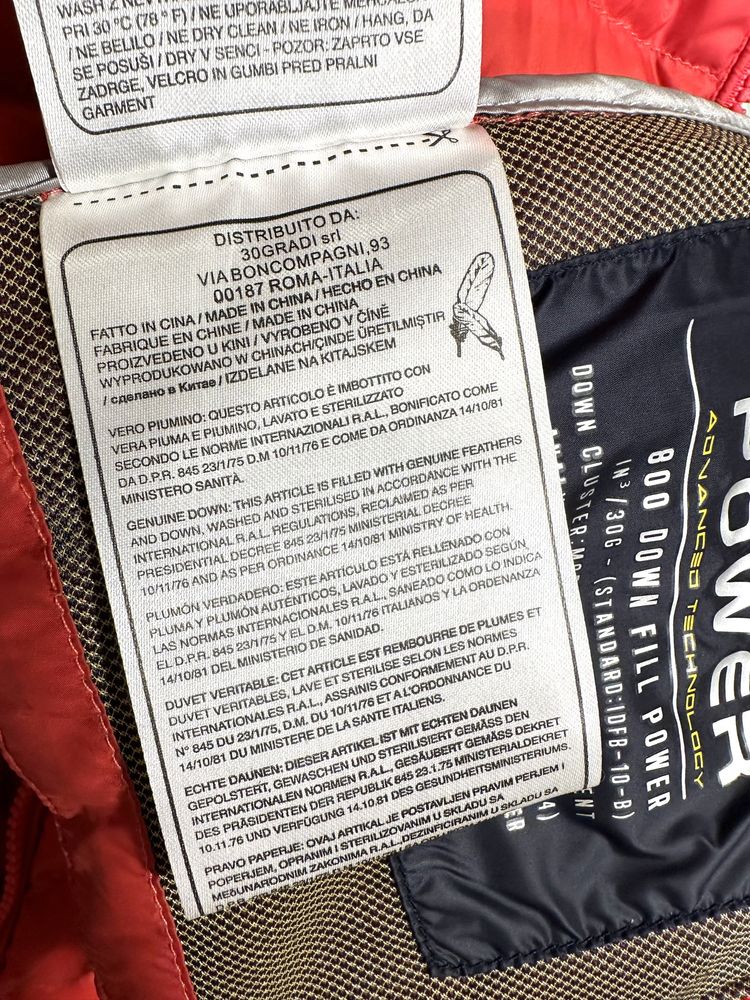 WASH
PRI 30 °C (78 ° F) / NE UPORABLJAJTE
/ NE BELILO / NE DRY CLEAN / NE IRON / HANG, DA
SE POSUŠI / DRY V SENCI - POZOR: ZAPRTO VSE
ZADRGE, VELCRO IN GUMBI PRED PRALNI
GARMENT
DISTRIBUITO DA:
30GRADI srl
VIA BONCOMPAGNI,93
00187 ROMA-ITALIA
FATTO IN CINA / MADE IN CHINA / HECHO EN CHINA
FABRIQUE EN CHINE / MADE IN CHINA
PROIZVEDENO U KINI / VYROBENO V ČÍNĚ
WYPRODUKOWANO W CHINACH/ÇINDE ÜRETILMIŞTIR
/ сделано в Китае / IZDELANE NA KITAJSKEM
VERO PIUMINO: QUESTO ARTICOLO È IMBOTTITO CON
VERA PIUMA E PIUMINO, LAVATO E STERILIZZATO
SECONDO LE NORME INTERNAZIONALI R.A.L., BONIFICATO COME
DA D.P.R. 845 23/1/75 D.M 10/11/76 E COME DA ORDINANZA 14/10/81
MINISTERO SANITÀ.
GENUINE DOWN: THIS ARTICLE IS FILLED WITH GENUINE FEATHERS
AND DOWN, WASHED AND STERILISED IN ACCORDANCE WITH THE
INTERNATIONAL R.A.L. REGULATIONS, RECLAIMED AS PER
PRESIDENTIAL DECREE 845 23/1/75 MINISTERIAL DECREE
10/11/76 AND AS PER ORDINANCE 14/10/81 MINISTRY OF HEALTH.
PLUMÓN VERDADERO: ESTE ARTÍCULO ESTÁ RELLENADO CON
PLUMA Y PLUMÓN AUTÉNTICOS, LAVADO Y ESTERILIZADO SEGÚN
LAS NORMAS INTERNACIONALES R.A.L, SANEADO COMO LO INDICA
EL D.P.R. 845 23/1/75 Y EL D.M. 10/11/76 ITALIANOS Y LA ORDENANZA
14/10/81 DEL MINISTERIO DE SANIDAD.
DUVET VERITABLE: CET ARTICLE EST REMBOURRE DE PLUMES ET
DUVET VERITABLES, LAVE ET STERILISE SELON LES NORMES
INTERNATIONALES R.A.L., ASSAINIS CONFORMEMENT AU D.P.R.
N° 845 DU 23/1/75, D.M. DU 10/11/76 ET A L'ORDONNANCE DU
14/10/81 DU MINISTERE DE LA SANTE ITALIENS.
ECHTE DAUNEN: DIESER ARTIKEL IST MIT ECHTEN DAUNEN
GEPOLSTERT, GEWASCHEN UND STERILISIERT GEMÄSS DEN
INTERNATIONALEN NORMEN R.A.L, GESÄUBERT GEMÄSS DEKRET
DES PRÄSIDENTEN DER REPUBLIK 845 23.1.75 MINISTERIALDEKRET
10.11.76 UND VERFÜGUNG 14.10.81 DES GESUNDHEITSMINISTERIUMS.
PRAVO PAPERJE: OVAJ ARTIKAL JE POSTAVLJEN PRAVIM PERJEM I
POPERJEM, OPRANIM I STERILIZOVANIM U SKLADU SA
MEĐUNARODNIM ZAKONIMA R.A.L, DEZINFICIRANIM U SKLADU SA
POWER
ADVANCED TECHNOLOGY
800 DOWN FILL POWER
IN³/30G - (STANDARD:IDFB-10-B)
DOWN CLUSTER